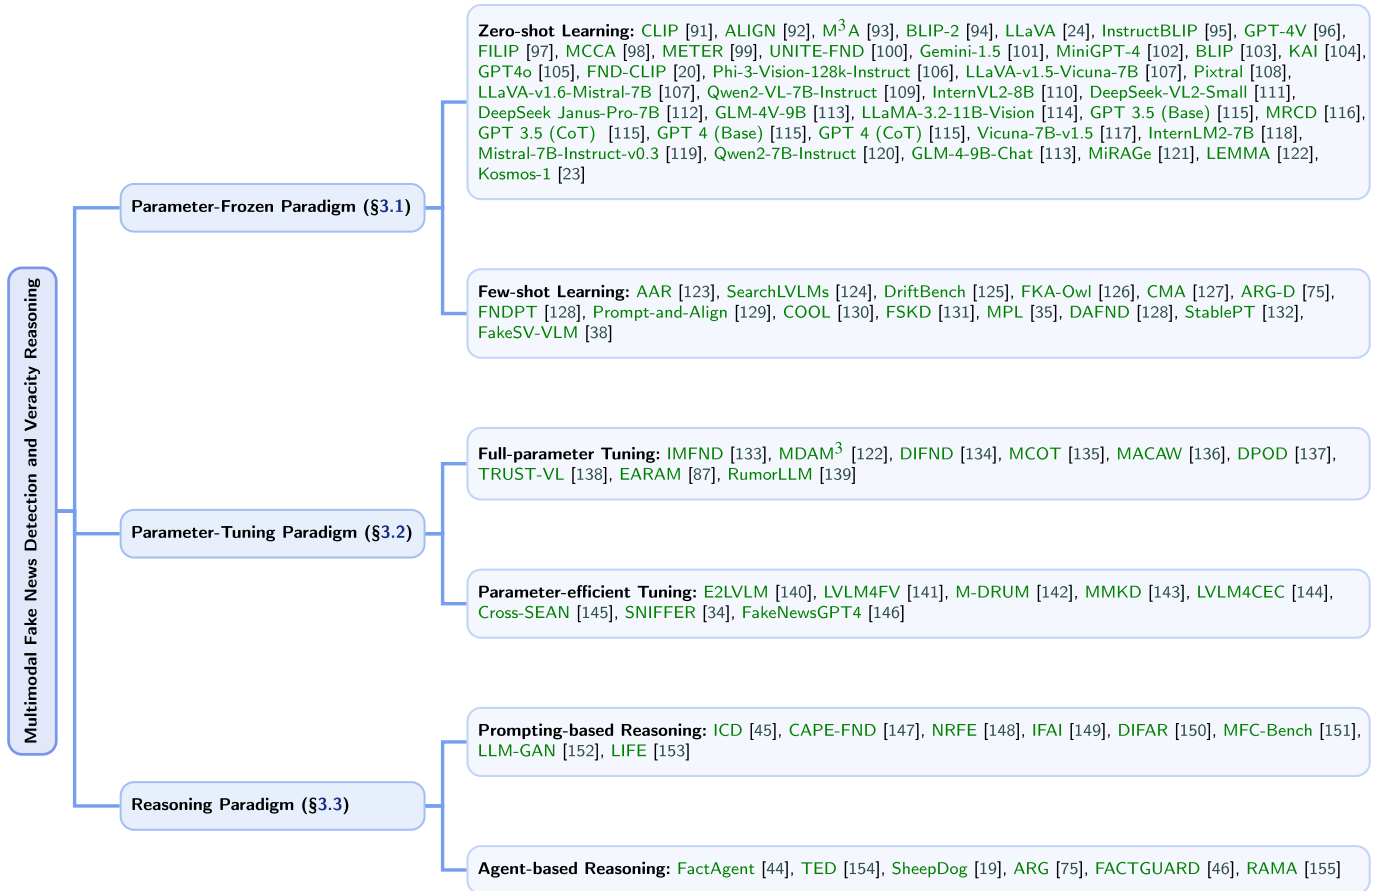 Multimodal Fake News Detection and Veracity Reasoning
Parameter-Frozen Paradigm (§3.1)
Zero-shot Learning: CLIP [91], ALIGN [92], M³A [93], BLIP-2 [94], LLaVA [24], InstructBLIP [95], GPT-4V [96],
FILIP [97], MCCA [98], METER [99], UNITE-FND [100], Gemini-1.5 [101], MiniGPT-4 [102], BLIP [103], KAI [104],
GPT4o [105], FND-CLIP [20], Phi-3-Vision-128k-Instruct [106], LLaVA-v1.5-Vicuna-7B [107], Pixtral [108],
LLaVA-v1.6-Mistral-7B [107], Qwen2-VL-7B-Instruct [109], InternVL2-8B [110], DeepSeek-VL2-Small [111],
DeepSeek Janus-Pro-7B [112], GLM-4V-9B [113], LLaMA-3.2-11B-Vision [114], GPT 3.5 (Base) [115], MRCD [116],
GPT 3.5 (CoT) [115], GPT 4 (Base) [115], GPT 4 (CoT) [115], Vicuna-7B-v1.5 [117], InternLM2-7B [118],
Mistral-7B-Instruct-v0.3 [119], Qwen2-7B-Instruct [120], GLM-4-9B-Chat [113], MiRAGe [121], LEMMA [122],
Kosmos-1 [23]
Few-shot Learning: AAR [123], SearchLVLMs [124], DriftBench [125], FKA-Owl [126], CMA [127], ARG-D [75],
FNDPT [128], Prompt-and-Align [129], COOL [130], FSKD [131], MPL [35], DAFND [128], StablePT [132],
FakeSV-VLM [38]
Parameter-Tuning Paradigm (§3.2)
Full-parameter Tuning: IMFND [133], MDAM³ [122], DIFND [134], MCOT [135], MACAW [136], DPOD [137],
TRUST-VL [138], EARAM [87], RumorLLM [139]
Parameter-efficient Tuning: E2LVLM [140], LVLM4FV [141], M-DRUM [142], MMKD [143], LVLM4CEC [144],
Cross-SEAN [145], SNIFFER [34], FakeNewsGPT4 [146]
Reasoning Paradigm (§3.3)
Prompting-based Reasoning: ICD [45], CAPE-FND [147], NRFE [148], IFAI [149], DIFAR [150], MFC-Bench [151],
LLM-GAN [152], LIFE [153]
Agent-based Reasoning: FactAgent [44], TED [154], SheepDog [19], ARG [75], FACTGUARD [46], RAMA [155]